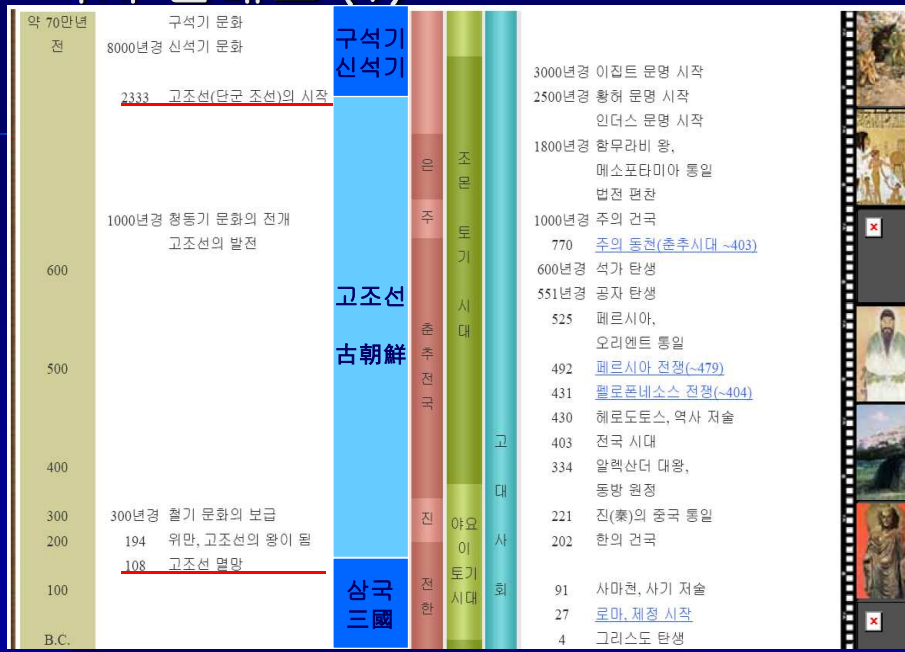 약 70만년
전
600
500
400
300
200
100
B.C.
구석기 문화
8000년경 신석기 문화
2333 고조선(단군 조선)의 시작
1000년경 청동기 문화의 전개
고조선의 발전
300년경 철기 문화의 보급
194 위만, 고조선의 왕이 됨
108 고조선 멸망
구석기
신석기
고조선
古朝鮮
삼국
三國
은
주
춘추전국
진
전한
조몬 토기 시대
야요이
토기
시대
고대사회
3000년경 이집트 문명 시작
2500년경 황허 문명 시작
인더스 문명 시작
1800년경 함무라비 왕,
메소포타미아 통일
법전 편찬
1000년경 주의 건국
770 주의 동천(춘추시대 ~403)
600년경 석가 탄생
551년경 공자 탄생
525 페르시아,
오리엔트 통일
492 페르시아 전쟁(~479)
431 펠로폰네소스 전쟁(~404)
430 헤로도토스, 역사 저술
403 전국 시대
334 알렉산더 대왕,
동방 원정
221 진(秦)의 중국 통일
202 한의 건국
91 사마천, 사기 저술
27 로마, 제정 시작
4 그리스도 탄생